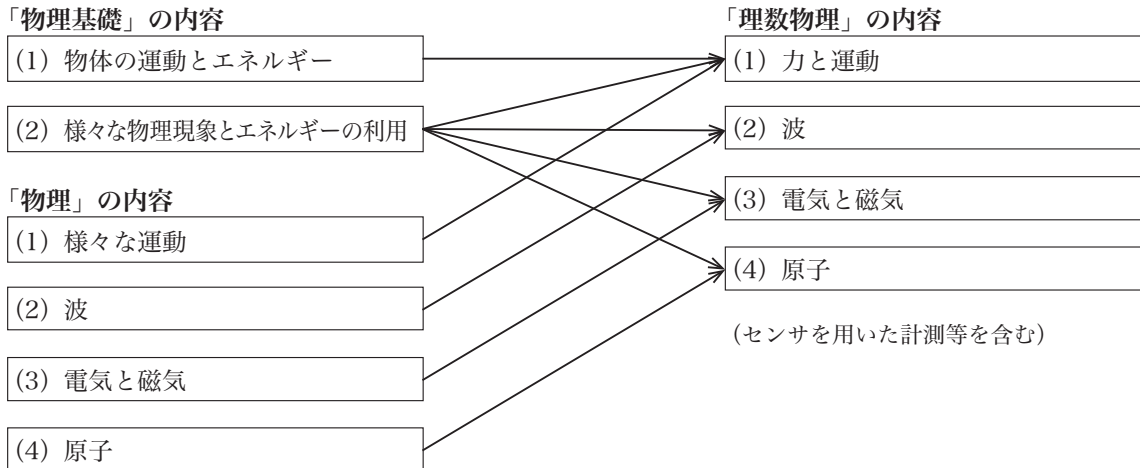 「物理基礎」の内容
(1) 物体の運動とエネルギー
(2) 様々な物理現象とエネルギーの利用
「物理」の内容
(1) 様々な運動
(2) 波
(3) 電気と磁気
(4) 原子
「理数物理」の内容
(1) 力と運動
(2) 波
(3) 電気と磁気
(4) 原子
(センサを用いた計測等を含む)